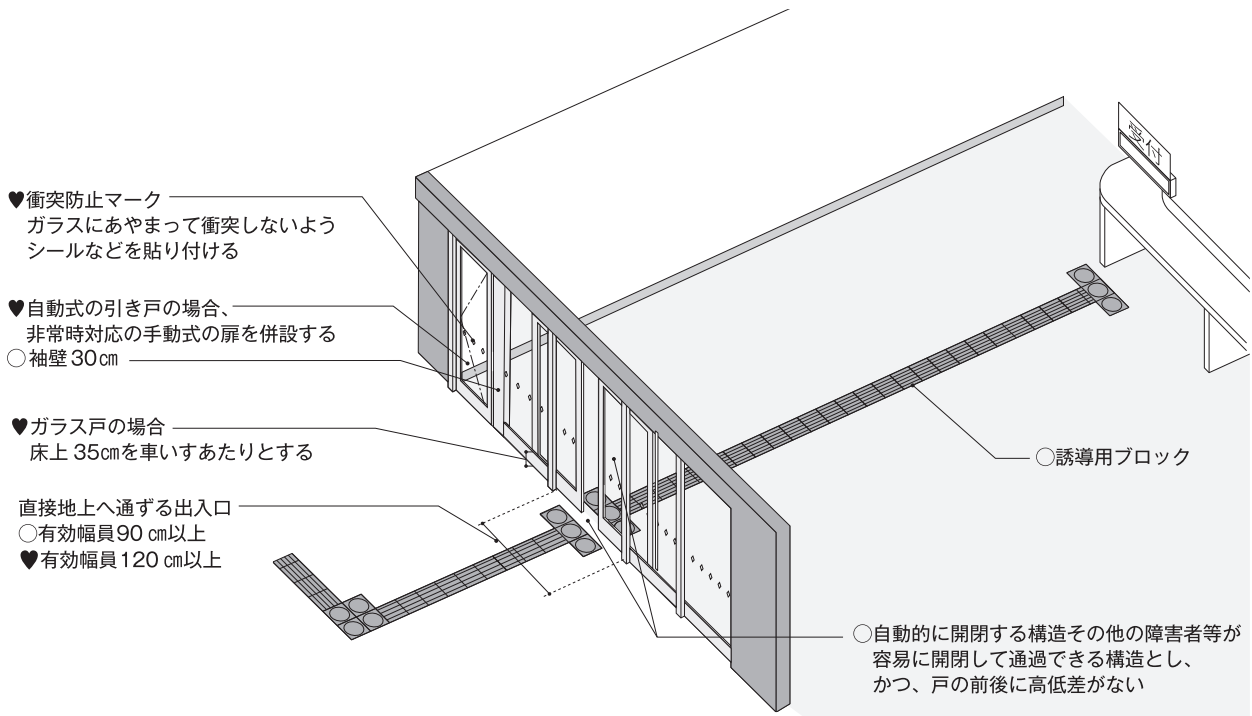 受付
♥衝突防止マーク
ガラスにあやまって衝突しないよう
シールなどを貼り付ける
♥自動式の引き戸の場合、
非常時対応の手動式の扉を併設する
○袖壁30㎝
♥ガラス戸の場合
床上35㎝を車いすあたりとする
直接地上へ通ずる出入口
○有効幅員90㎝以上
♥有効幅員120㎝以上
○誘導用ブロック
○自動的に開閉する構造その他の障害者等が
容易に開閉して通過できる構造とし、
かつ、戸の前後に高低差がない